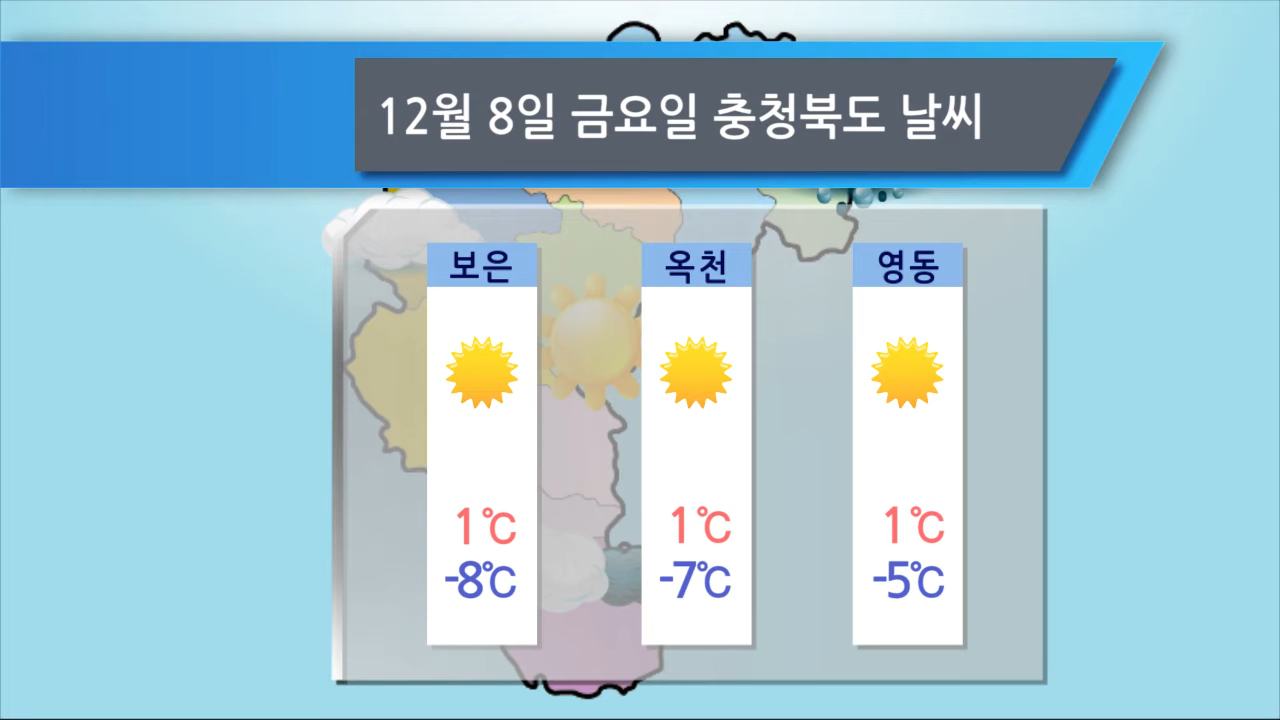 12월 8일 금요일 충청북도 날씨
보은 옥천 영동
1℃ 1℃ 1℃
-8℃ -7℃ -5℃